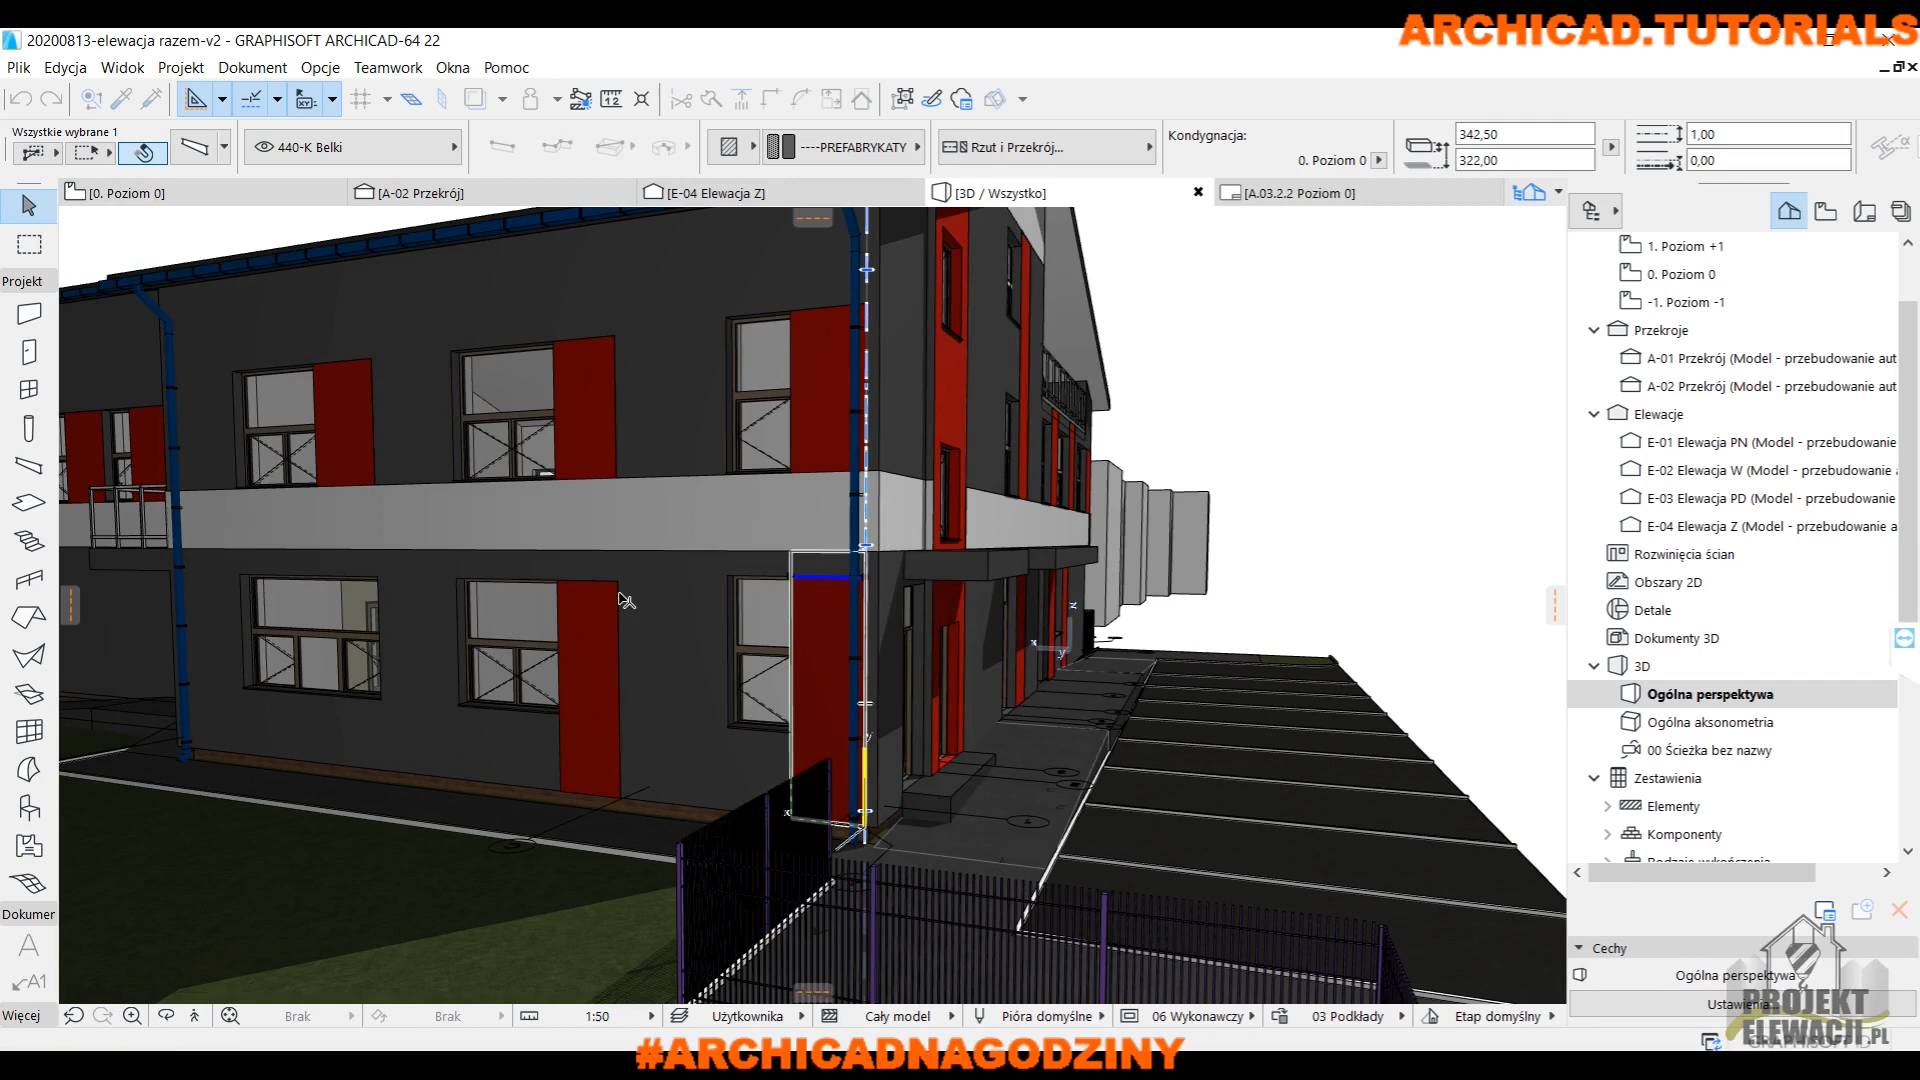 ARCHICAD.TUTORIALS
20200813-elewacja razem-v2 - GRAPHISOFT ARCHICAD-64 22
Plik Edycja Widok Projekt Dokument Opcje Teamwork Okna Pomoc
Wszystkie wybrane 1
440-K Belki
----PREFABRYKATY
Rzut i Przekrój...
Kondygnacja:
0. Poziom 0
342,50
322,00
1,00
0,00
[0. Poziom 0]
[A-02 Przekrój]
[E-04 Elewacja Z]
[3D / Wszystko]
[A.03.2.2 Poziom 0]
Projekt
1. Poziom +1
0. Poziom 0
-1. Poziom -1
Przekroje
A-01 Przekrój (Model - przebudowanie aut
A-02 Przekrój (Model - przebudowanie aut
Elewacje
E-01 Elewacja PN (Model - przebudowanie
E-02 Elewacja W (Model - przebudowanie
E-03 Elewacja PD (Model - przebudowanie
E-04 Elewacja Z (Model - przebudowanie a
Rozwinięcia ścian
Obszary 2D
Detale
Dokumenty 3D
3D
Ogólna perspektywa
Ogólna aksonometria
00 Ścieżka bez nazwy
Zestawienia
Elementy
Komponenty
Dokumer
Cechy
Ogólna perspektywa
Ustawienia
Więcej
Brak
Brak
1:50
Użytkownika
Cały model
Pióra domyślne
06 Wykonawczy
03 Podkłady
Etap domyślny
PROJEKT
ELEWACJI.PL
GRAPHISOFT ID
#ARCHICADNAGODZINY